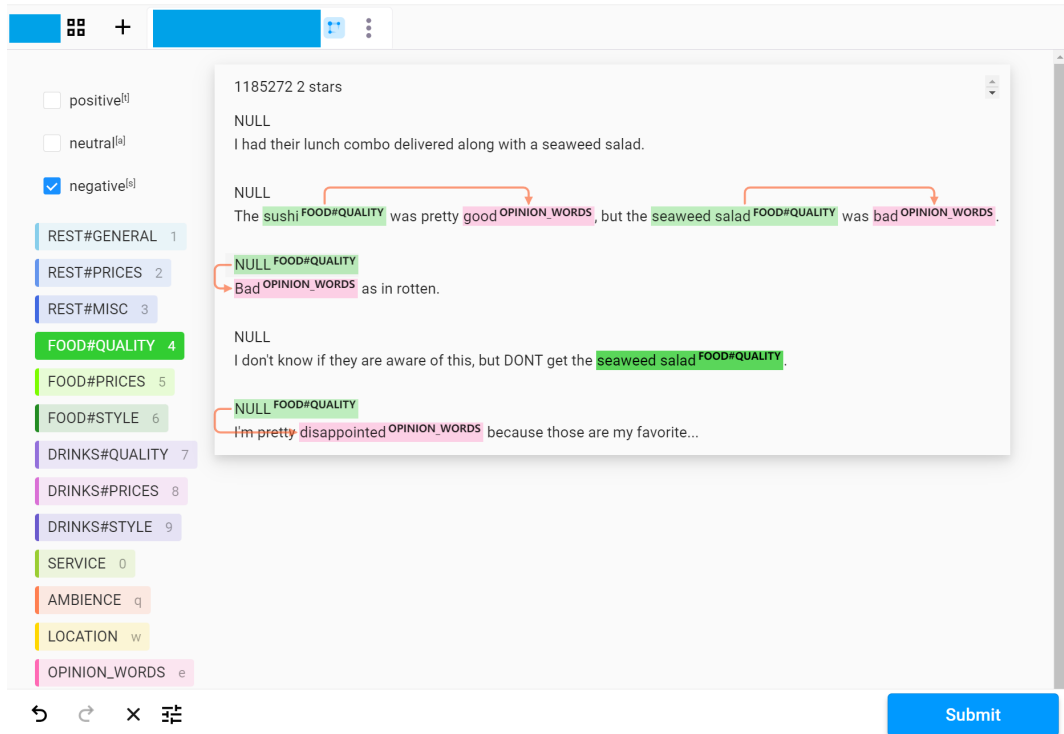 positive[t]
neutral[a]
negative[s]
REST#GENERAL 1
REST#PRICES 2
REST#MISC 3
FOOD#QUALITY 4
FOOD#PRICES 5
FOOD#STYLE 6
DRINKS#QUALITY 7
DRINKS#PRICES 8
DRINKS#STYLE 9
SERVICE 0
AMBIENCE q
LOCATION w
OPINION_WORDS e
1185272 2 stars
NULL
I had their lunch combo delivered along with a seaweed salad.
NULL
The sushi FOOD#QUALITY was pretty good OPINION_WORDS, but the seaweed salad FOOD#QUALITY was bad OPINION_WORDS.
NULL FOOD#QUALITY
Bad OPINION_WORDS as in rotten.
NULL
I don't know if they are aware of this, but DONT get the seaweed salad FOOD#QUALITY.
NULL FOOD#QUALITY
I'm pretty disappointed OPINION_WORDS because those are my favorite...
Submit